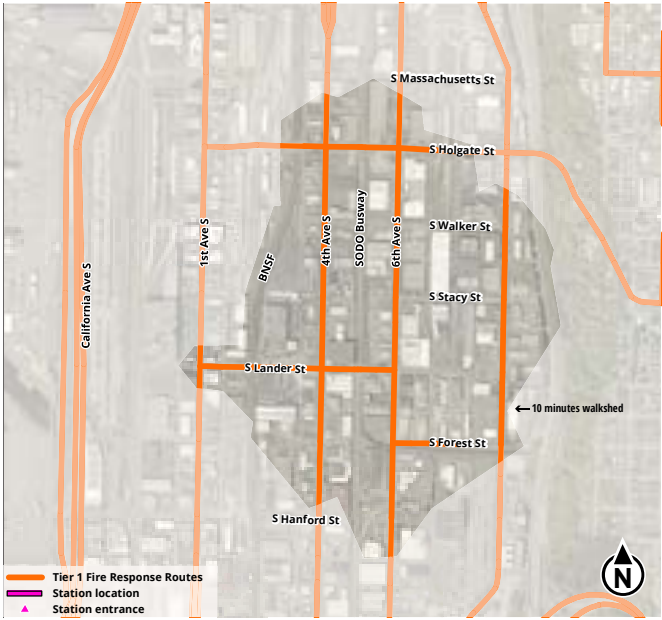 S Massachusetts St
S Holgate St
1st Ave S
4th Ave S
SODO Busway
6th Ave S
S Walker St
BNSF
California Ave S
S Stacy St
S Lander St
10 minutes walkshed
S Forest St
S Hanford St
Tier 1 Fire Response Routes
Station location
Station entrance
N